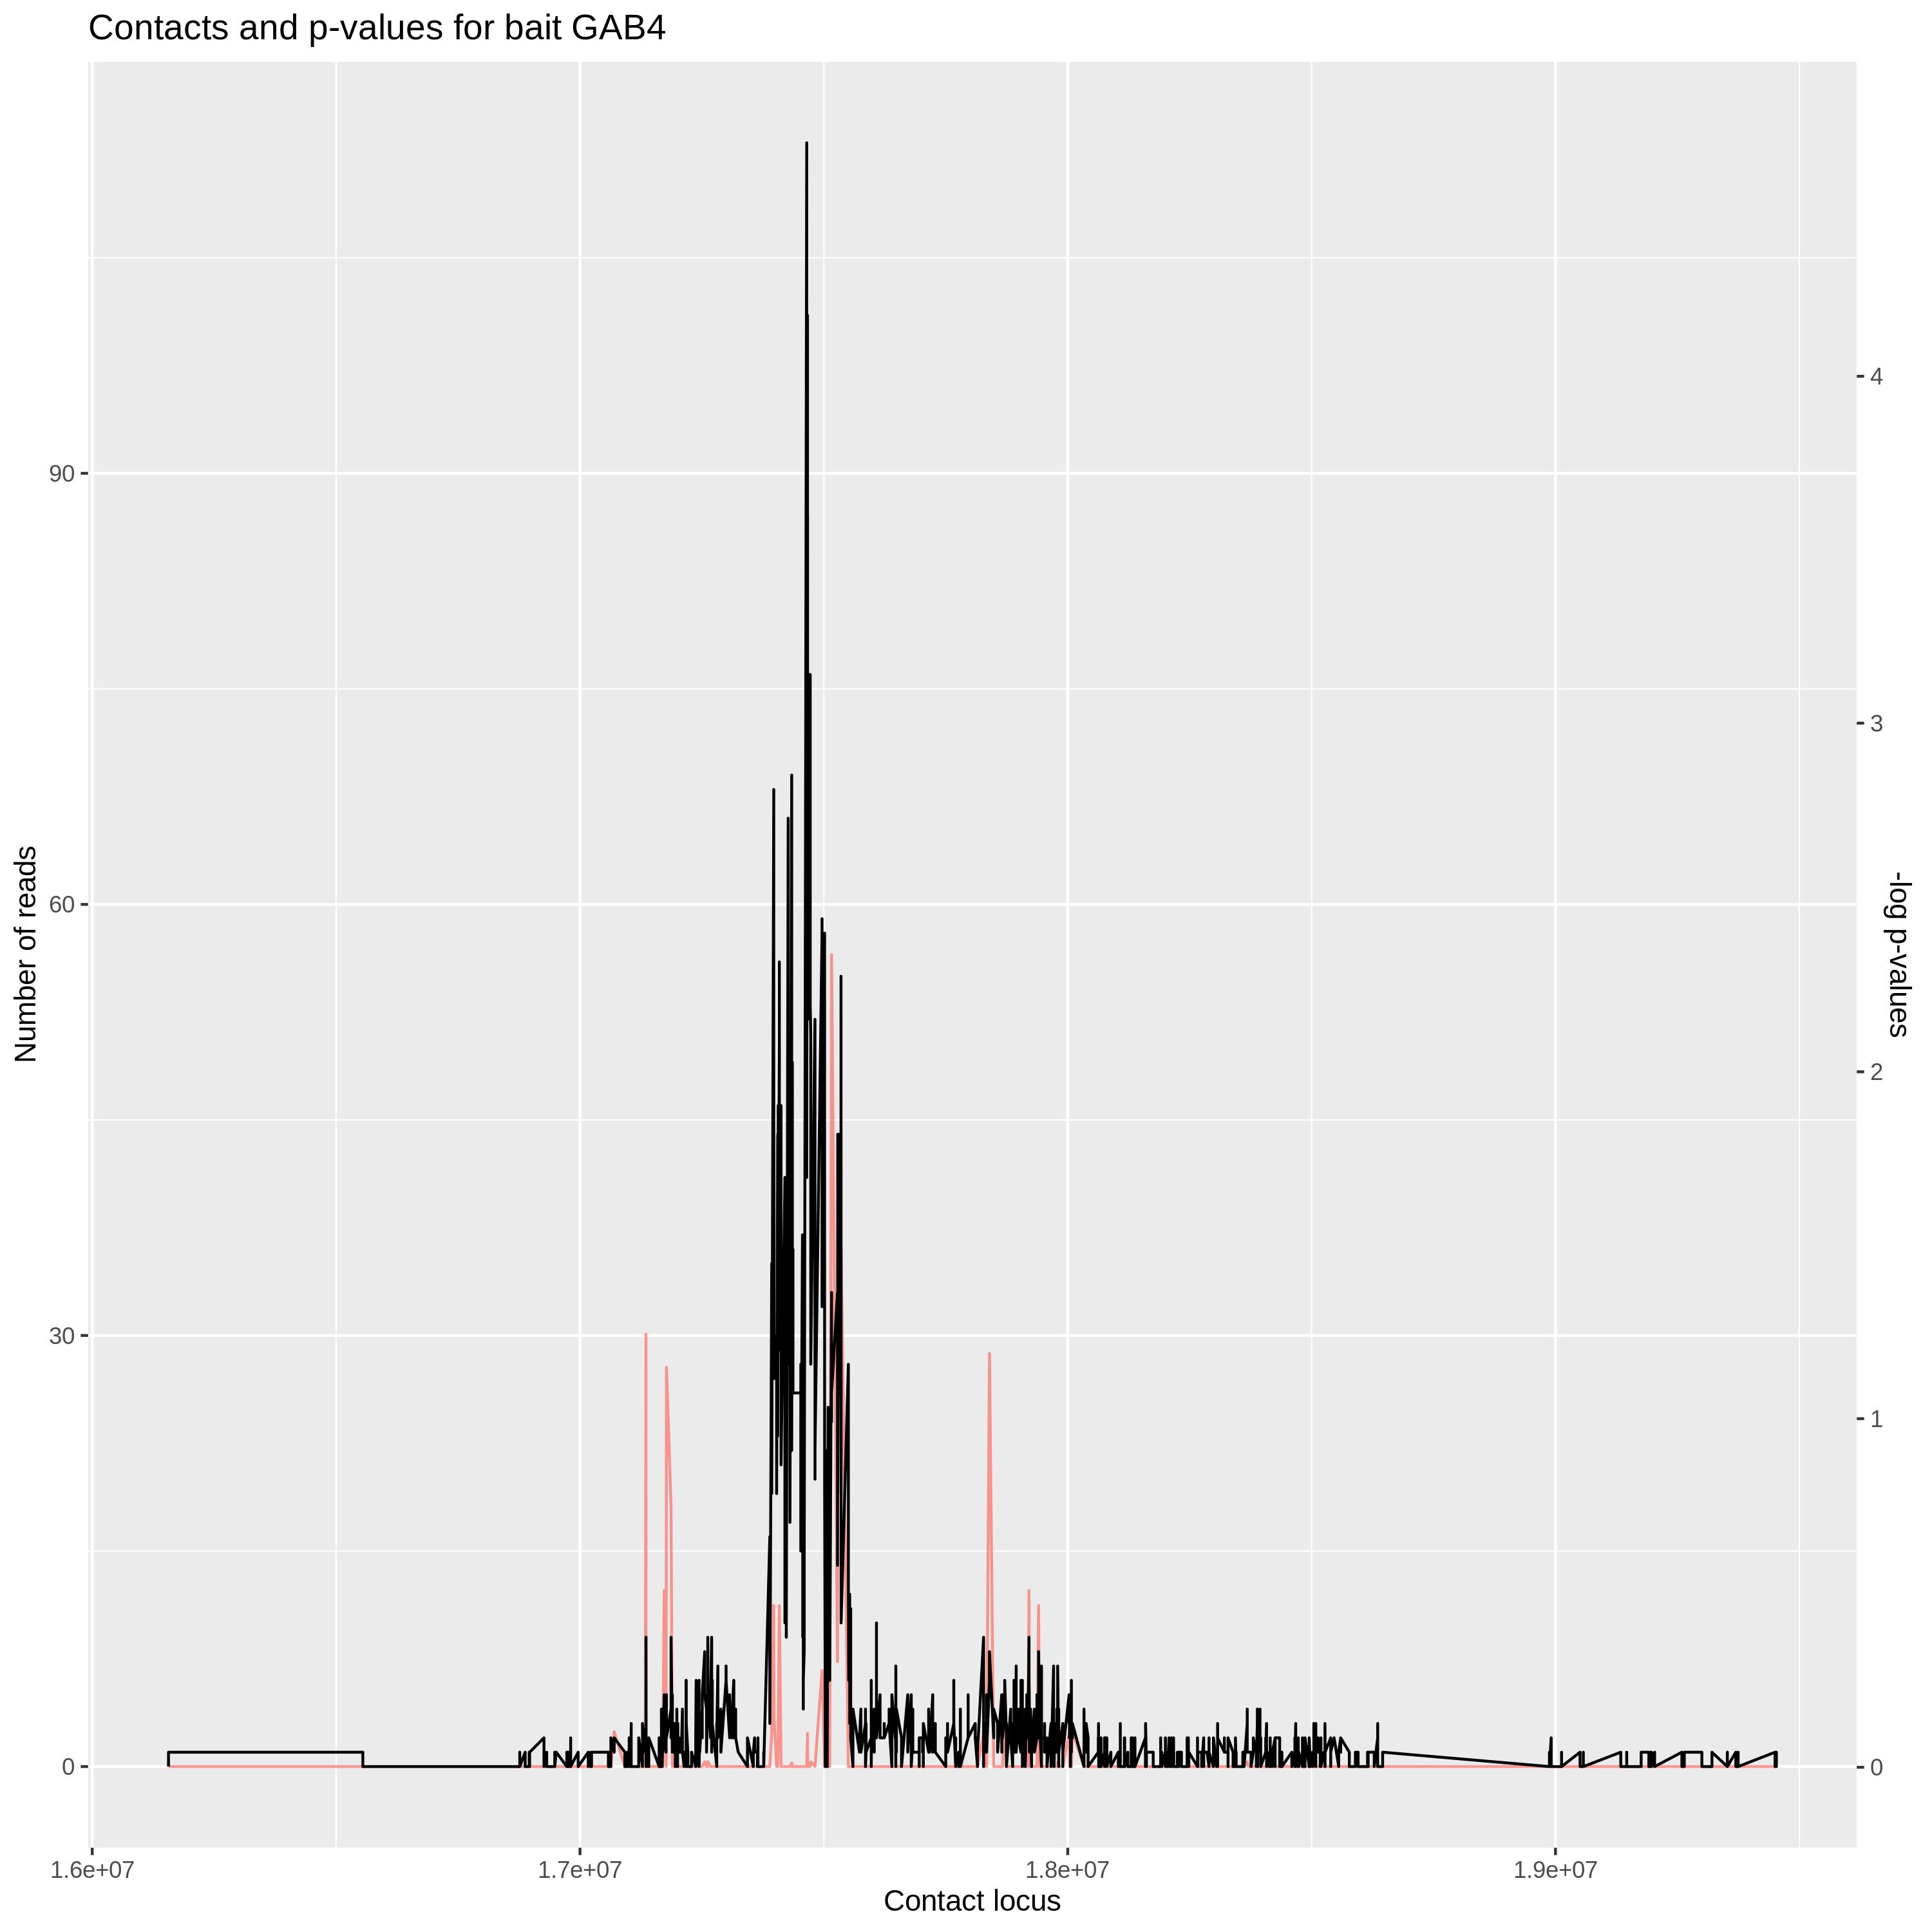 Contacts and p-values for bait GAB4
Number of reads
90
60
30
0
4
3
2
1
0
-log p-values
1.6e+07
1.7e+07
1.8e+07
1.9e+07
Contact locus